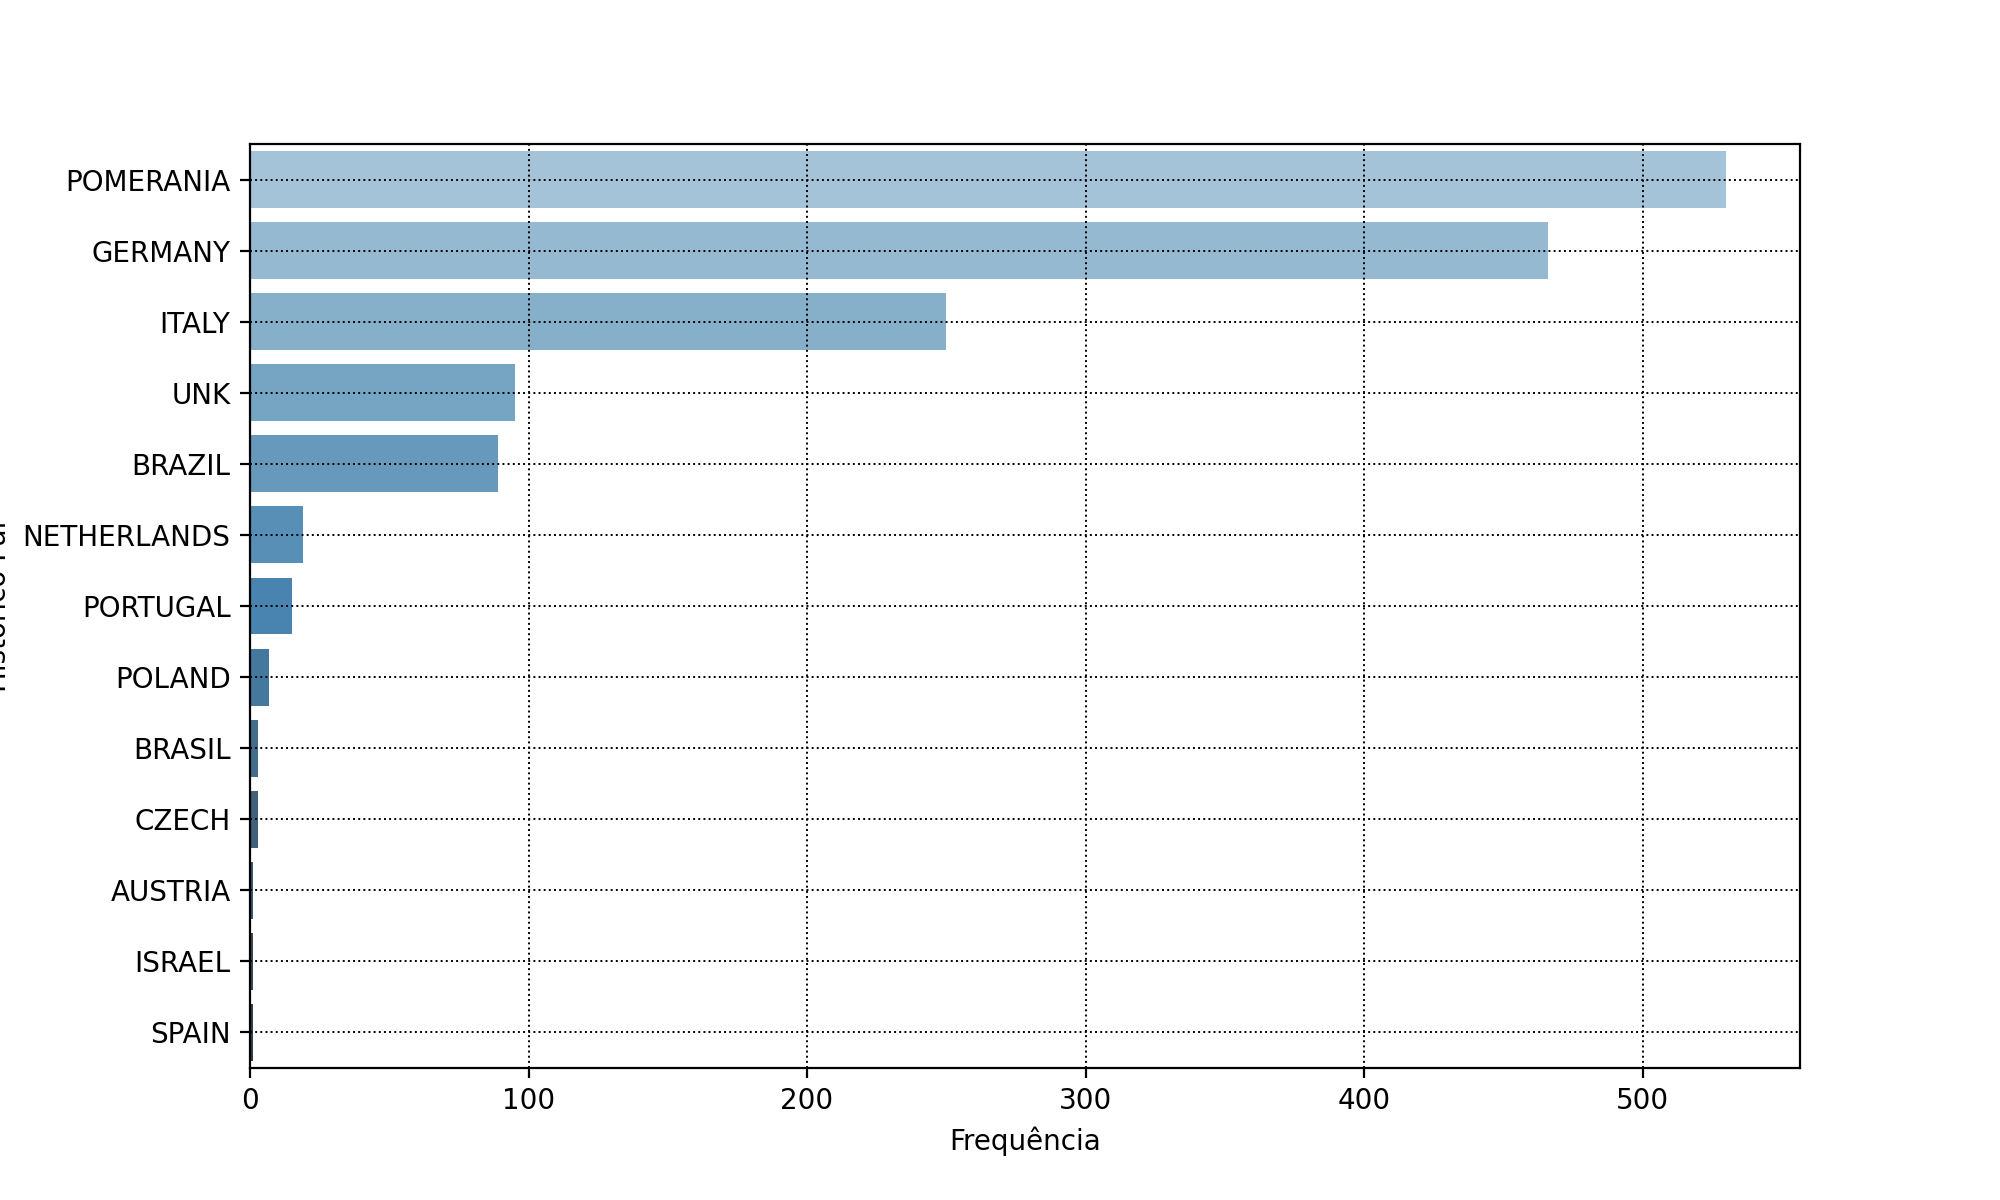 POMERANIA
GERMANY
ITALY
UNK
BRAZIL
NETHERLANDS
PORTUGAL
POLAND
BRASIL
CZECH
AUSTRIA
ISRAEL
SPAIN
0 100 200 300 400 500
Frequência